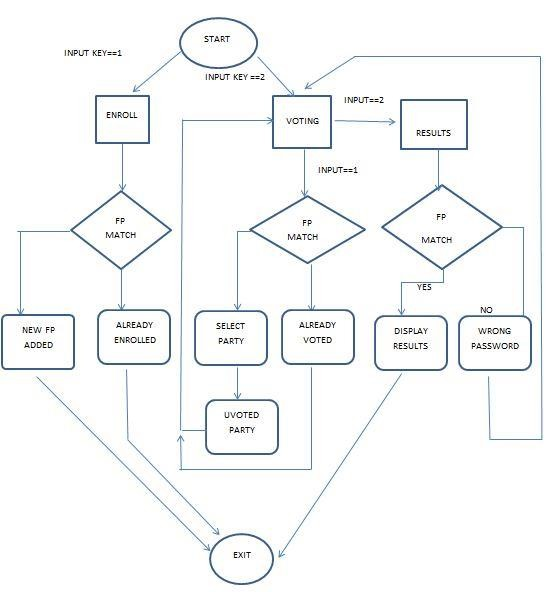 START
INPUT KEY==1
INPUT KEY ==2
ENROLL
VOTING
INPUT==2
RESULTS
INPUT==1
FP
MATCH
FP
MATCH
FP
MATCH
YES
NO
NEW FP
ADDED
ALREADY
ENROLLED
SELECT
PARTY
ALREADY
VOTED
DISPLAY
RESULTS
WRONG
PASSWORD
UVOTED
PARTY
EXIT